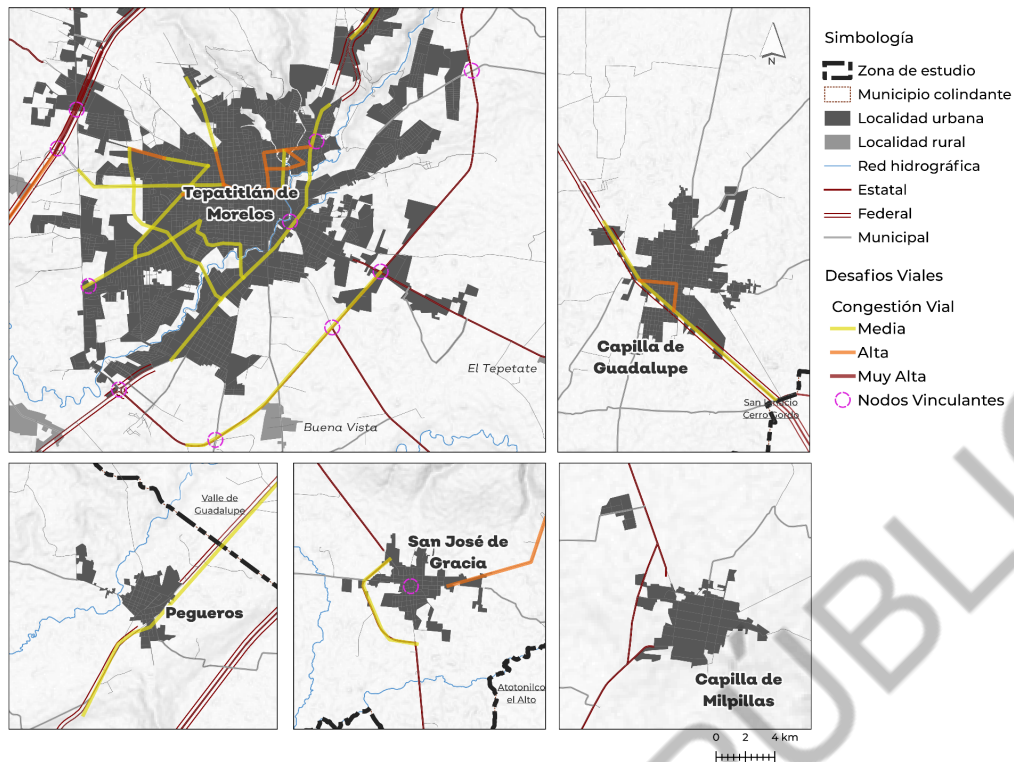 Tepatitlán de
Morelos
El Tepetate
Buena Vista
N
Capilla de
Guadalupe
San Ignacio
Cerro Gordo
Simbología
Zona de estudio
Municipio colindante
Localidad urbana
Localidad rural
Red hidrográfica
Estatal
Federal
Municipal
Desafios Viales
Congestión Vial
Media
Alta
Muy Alta
Nodos Vinculantes
Valle de
Guadalupe
Pegueros
San José de
Gracia
Atotonilco
el Alto
Capilla de
Milpillas
0 2 4 km
PÚBLIC